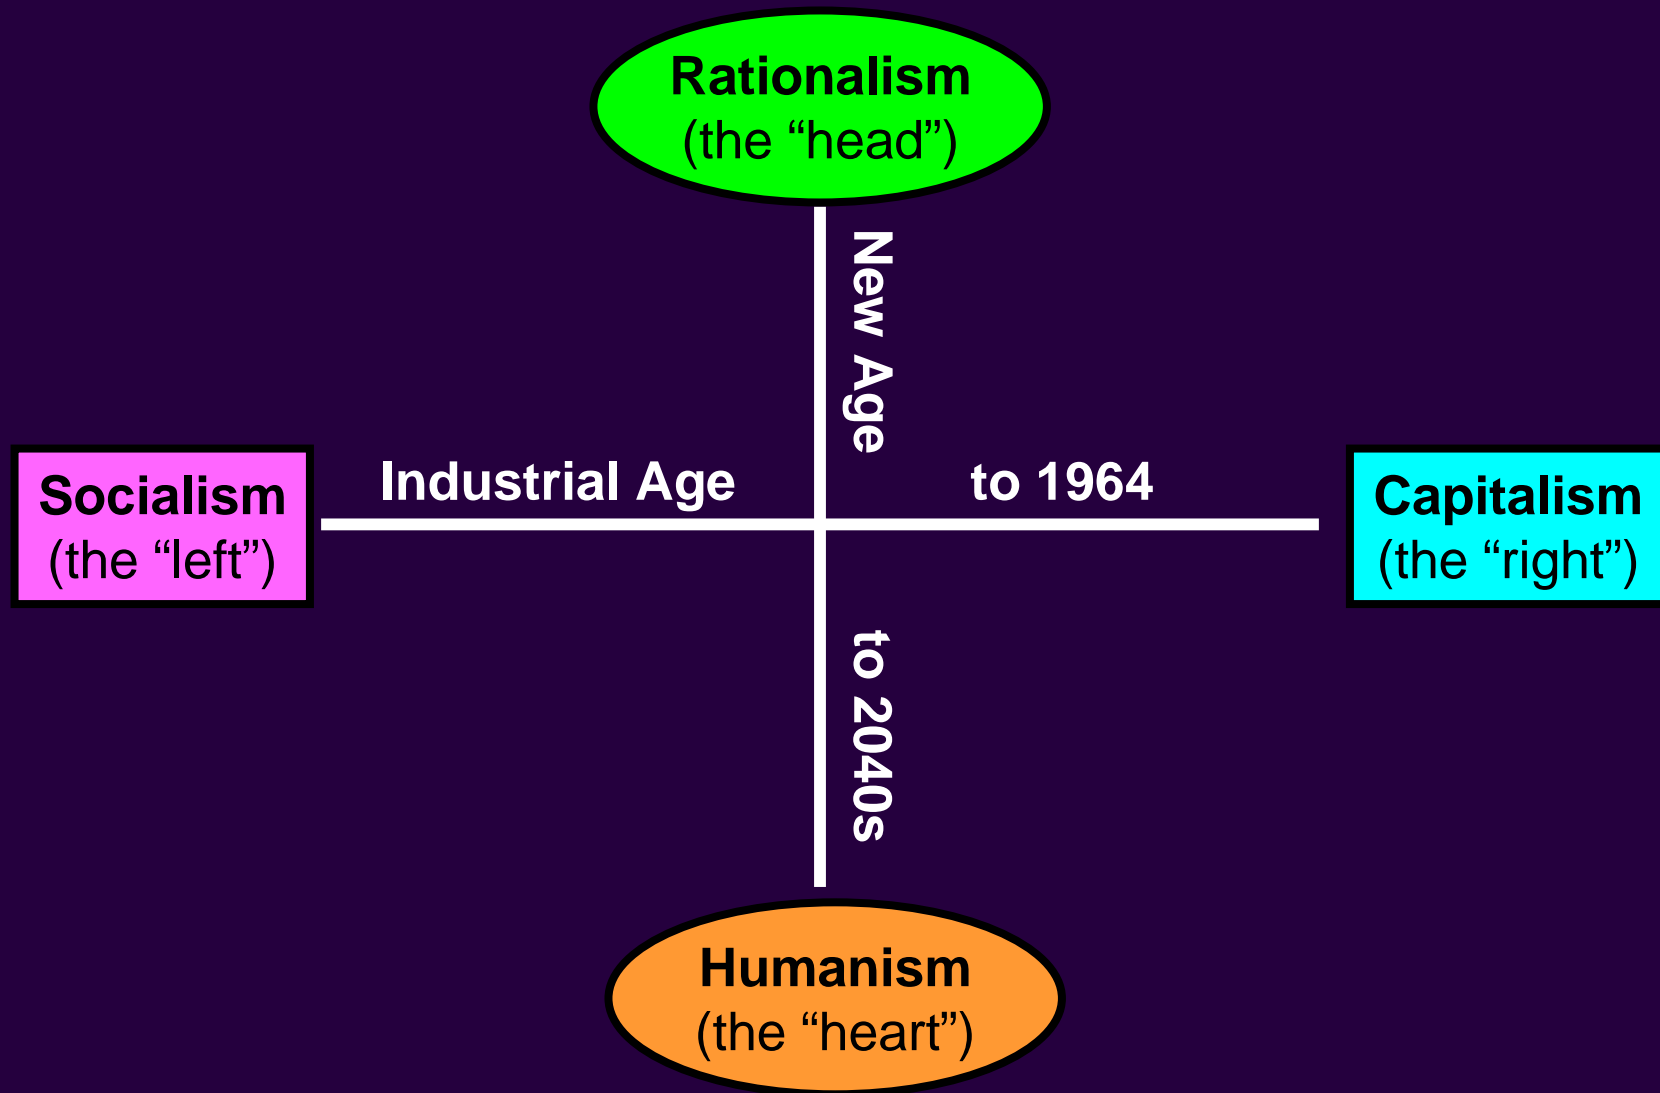 Rationalism
(the “head”)
New Age
Industrial Age
to 1964
Socialism
(the “left”)
Capitalism
(the “right”)
to 2040s
Humanism
(the “heart”)